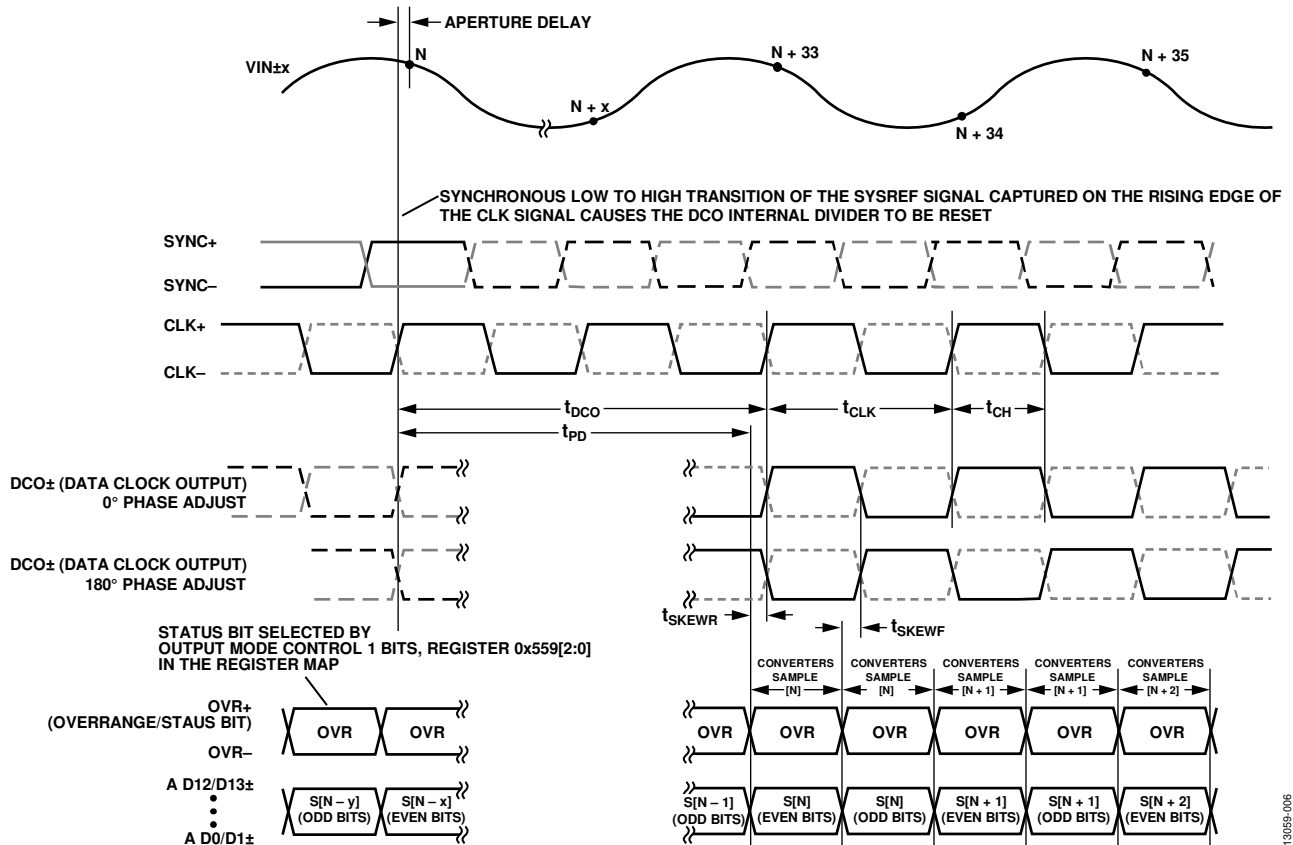 APERTURE DELAY
VIN±x
N
N + x
N + 33
N + 34
N + 35
SYNCHRONOUS LOW TO HIGH TRANSITION OF THE SYSREF SIGNAL CAPTURED ON THE RISING EDGE OF
THE CLK SIGNAL CAUSES THE DCO INTERNAL DIVIDER TO BE RESET
SYNC+
SYNC–
CLK+
CLK–
tDCO
tCLK
tCH
tPD
DCO± (DATA CLOCK OUTPUT)
0° PHASE ADJUST
DCO± (DATA CLOCK OUTPUT)
180° PHASE ADJUST
tSKEWR
tSKEWF
STATUS BIT SELECTED BY
OUTPUT MODE CONTROL 1 BITS, REGISTER 0x559[2:0]
IN THE REGISTER MAP
CONVERTERS
SAMPLE
[N]
CONVERTERS
SAMPLE
[N]
CONVERTERS
SAMPLE
[N + 1]
CONVERTERS
SAMPLE
[N + 1]
CONVERTERS
SAMPLE
[N + 2]
OVR+
(OVERRANGE/STAUS BIT)
OVR–
OVR
OVR
OVR
OVR
OVR
OVR
OVR
OVR
A D12/D13±
A D0/D1±
S[N – y]
(ODD BITS)
S[N – x]
(EVEN BITS)
S[N – 1]
(ODD BITS)
S[N]
(EVEN BITS)
S[N]
(ODD BITS)
S[N + 1]
(EVEN BITS)
S[N + 1]
(ODD BITS)
S[N + 2]
(EVEN BITS)
13059-006